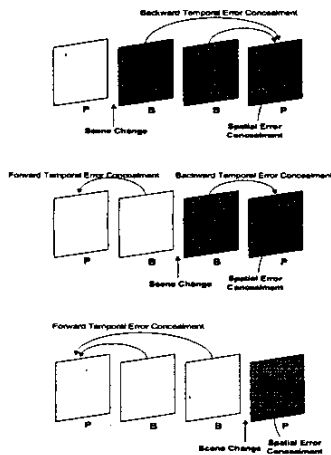 Backward Temporal Error Concealment
P B B P
Scene Change
Spatial Error
Concealment
Forward Temporal Error Concealment Backward Temporal Error Concealment
P B B P
Scene Change
Spatial Error
Concealment
Forward Temporal Error Concealment
P B B P
Scene Change
Spatial Error
Concealment